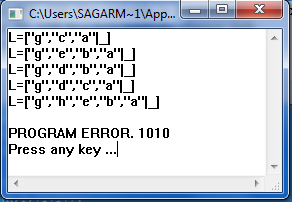 C:\Users\SAGARM~1\App...
L=["g","c","a"|_]
L=["g","e","b","a"|_]
L=["g","d","b","a"|_]
L=["g","d","c","a"|_]
L=["g","h","e","b","a"|_]
PROGRAM ERROR. 1010
Press any key ...